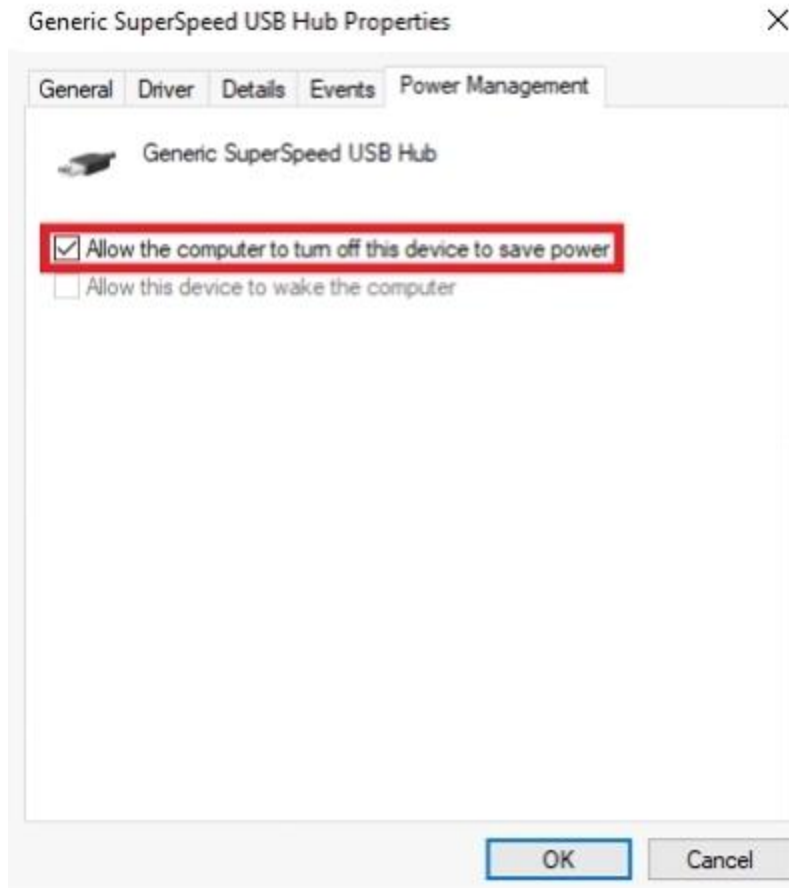 Generic SuperSpeed USB Hub Properties
General Driver Details Events Power Management
Generic SuperSpeed USB Hub
Allow the computer to turn off this device to save power
Allow this device to wake the computer
OK Cancel